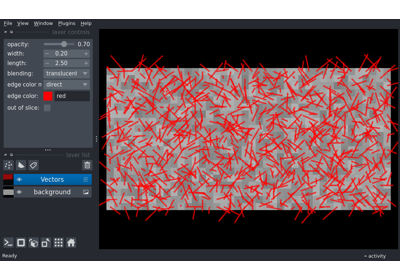 File View Window Plugins Help
layer controls
opacity: 0.70
width: - 0.20 +
length: - 2.50 +
blending: translucent
edge color m direct
edge color: red
out of slice:
layer list
Vectors
background
Ready
activity